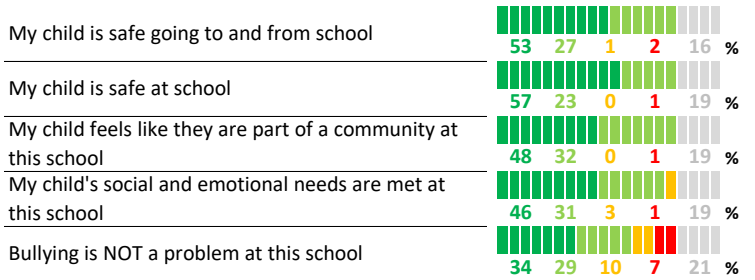 My child is safe going to and from school
53 27 1 2 16 %
My child is safe at school
57 23 0 1 19 %
My child feels like they are part of a community at
this school
48 32 0 1 19 %
My child's social and emotional needs are met at
this school
46 31 3 1 19 %
Bullying is NOT a problem at this school
34 29 10 7 21 %